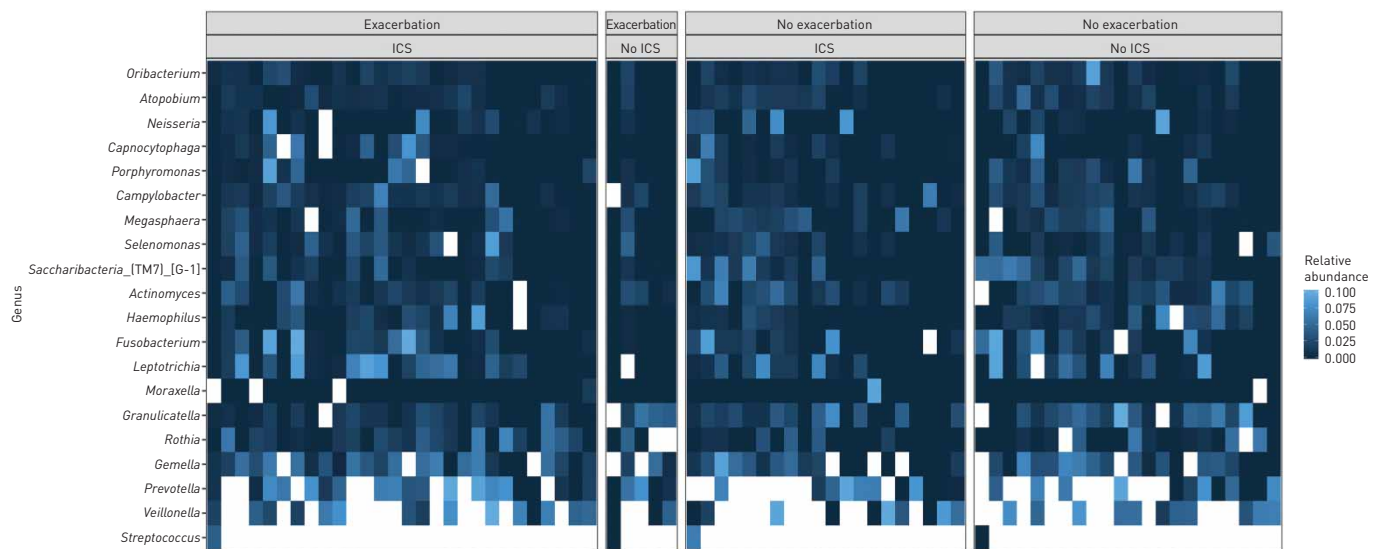 Exacerbation
Exacerbation
No exacerbation
No exacerbation
ICS
No ICS
ICS
No ICS
Genus
Oribacterium
Atopobium
Neisseria
Capnocytophaga
Porphyromonas
Campylobacter
Megasphaera
Selenomonas
Saccharibacteria_(TM7)_[G-1]
Actinomyces
Haemophilus
Fusobacterium
Leptotrichia
Moraxella
Granulicatella
Rothia
Gemella
Prevotella
Veillonella
Streptococcus
Relative
abundance
0.100
0.075
0.050
0.025
0.000